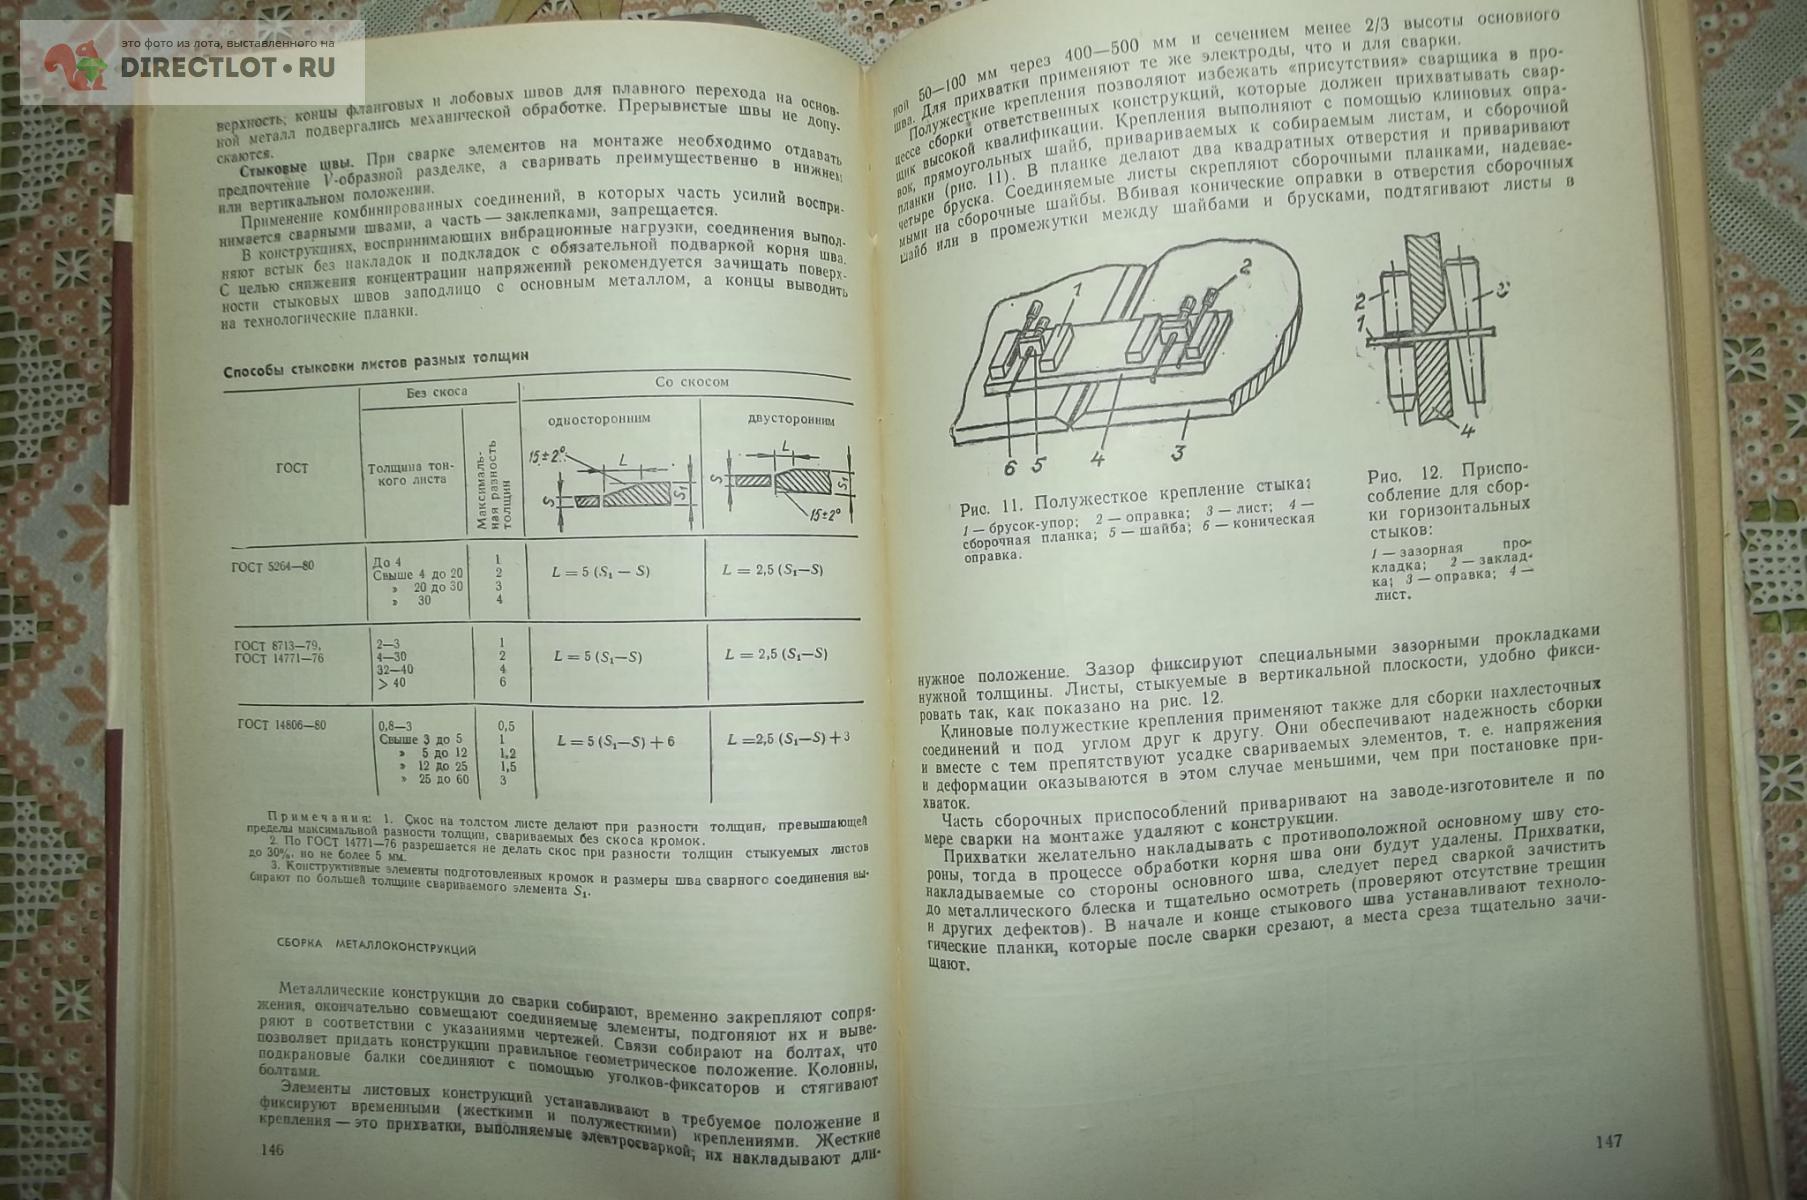 это фото из лота, выставленного на
DIRECTLOT•RU
верхность; концы фланговых и лобовых швов для плавного перехода на основ-
ной металл подвергались механической обработке. Прерывистые швы не допу-
скаются.
Стыковые швы. При сварке элементов на монтаже необходимо отдавать
предпочтение V-образной разделке, а сваривать преимущественно в нижнем
или вертикальном положении.
Применение комбинированных соединений, в которых часть усилий воспри-
нимается сварными швами, а часть — заклепками, запрещается.
В конструкциях, воспринимающих вибрационные нагрузки, соединения выпол-
няют встык без накладок и подкладок с обязательной подваркой корня шва.
С целью снижения концентрации напряжений рекомендуется зачищать поверх-
ности стыковых швов заподлицо с основным металлом, а концы выводить
на технологические планки.
Способы стыковки листов разных толщин
Без скоса
Со скосом
ГОСТ
Толщина тон-
кого листа
Максималь-
ная разность
толщин
односторонним
двусторонним
15±2°
L
S
S₁
L
S
S₁
15±2°
ГОСТ 5264—80
До 4
1
Свыше 4 до 20
2
» 20 до 30
3
» 30
4
L = 5 (S₁ — S)
L = 2,5 (S₁—S)
ГОСТ 8713—79,
ГОСТ 14771—76
2—3
1
4—30
2
32—40
4
> 40
6
L = 5 (S₁—S)
L = 2,5 (S₁—S)
ГОСТ 14806—80
0,8—3
0,5
Свыше 3 до 5
1
» 5 до 12
1,2
» 12 до 25
1,5
» 25 до 60
3
L = 5 (S₁—S) + 6
L =2,5 (S₁—S) + 3
Примечания: 1. Скос на толстом листе делают при разности толщин, превышающей
пределы максимальной разности толщин, свариваемых без скоса кромок.
2. По ГОСТ 14771—76 разрешается не делать скос при разности толщин стыкуемых листов
до 30%, но не более 5 мм.
3. Конструктивные элементы подготовленных кромок и размеры шва сварного соединения вы-
бирают по большей толщине свариваемого элемента S₁.
СБОРКА МЕТАЛЛОКОНСТРУКЦИЙ
Металлические конструкции до сварки собирают, временно закрепляют сопря-
жения, окончательно совмещают соединяемые элементы, подгоняют их и выве-
ряют в соответствии с указаниями чертежей. Связи собирают на болтах, что
позволяет придать конструкции правильное геометрическое положение. Колонны,
подкрановые балки соединяют с помощью уголков-фиксаторов и стягивают
болтами.
Элементы листовых конструкций устанавливают в требуемое положение и
фиксируют временными (жесткими и полужесткими) креплениями. Жесткие
крепления — это прихватки, выполняемые электросваркой; их накладывают дли-
146
ной 50—100 мм через 400—500 мм и сечением менее 2/3 высоты основного
шва. Для прихватки применяют те же электроды, что и для сварки.
Полужесткие крепления позволяют избежать «присутствия» сварщика в про-
цессе сборки ответственных конструкций, которые должен прихватывать свар-
щик высокой квалификации. Крепления выполняют с помощью клиновых опра-
вок, прямоугольных шайб, привариваемых к собираемым листам, и сборочной
планки (рис. 11). В планке делают два квадратных отверстия и приваривают
четыре бруска. Соединяемые листы скрепляют сборочными планками, надевае-
мыми на сборочные шайбы. Вбивая конические оправки в отверстия сборочных
шайб или в промежутки между шайбами и брусками, подтягивают листы в
1
2
6
5
4
3
2
3
1
4
Рис. 11. Полужесткое крепление стыка:
1 — брусок-упор; 2 — оправка; 3 — лист; 4 —
сборочная планка; 5 — шайба; 6 — коническая
оправка.
Рис. 12. Приспо-
собление для сбор-
ки горизонтальных
стыков:
1 — зазорная про-
кладка; 2 — заклад-
ка; 3 — оправка; 4 —
лист.
нужное положение. Зазор фиксируют специальными зазорными прокладками
нужной толщины. Листы, стыкуемые в вертикальной плоскости, удобно фикси-
ровать так, как показано на рис. 12.
Клиновые полужесткие крепления применяют также для сборки нахлесточных
соединений и под углом друг к другу. Они обеспечивают надежность сборки
и вместе с тем препятствуют усадке свариваемых элементов, т. е. напряжения
и деформации оказываются в этом случае меньшими, чем при постановке при-
хваток.
Часть сборочных приспособлений приваривают на заводе-изготовителе и по
мере сварки на монтаже удаляют с конструкции.
Прихватки желательно накладывать с противоположной основному шву сто-
роны, тогда в процессе обработки корня шва они будут удалены. Прихватки,
накладываемые со стороны основного шва, следует перед сваркой зачистить
до металлического блеска и тщательно осмотреть (проверяют отсутствие трещин
и других дефектов). В начале и конце стыкового шва устанавливают техноло-
гические планки, которые после сварки срезают, а места среза тщательно зачи-
щают.
147